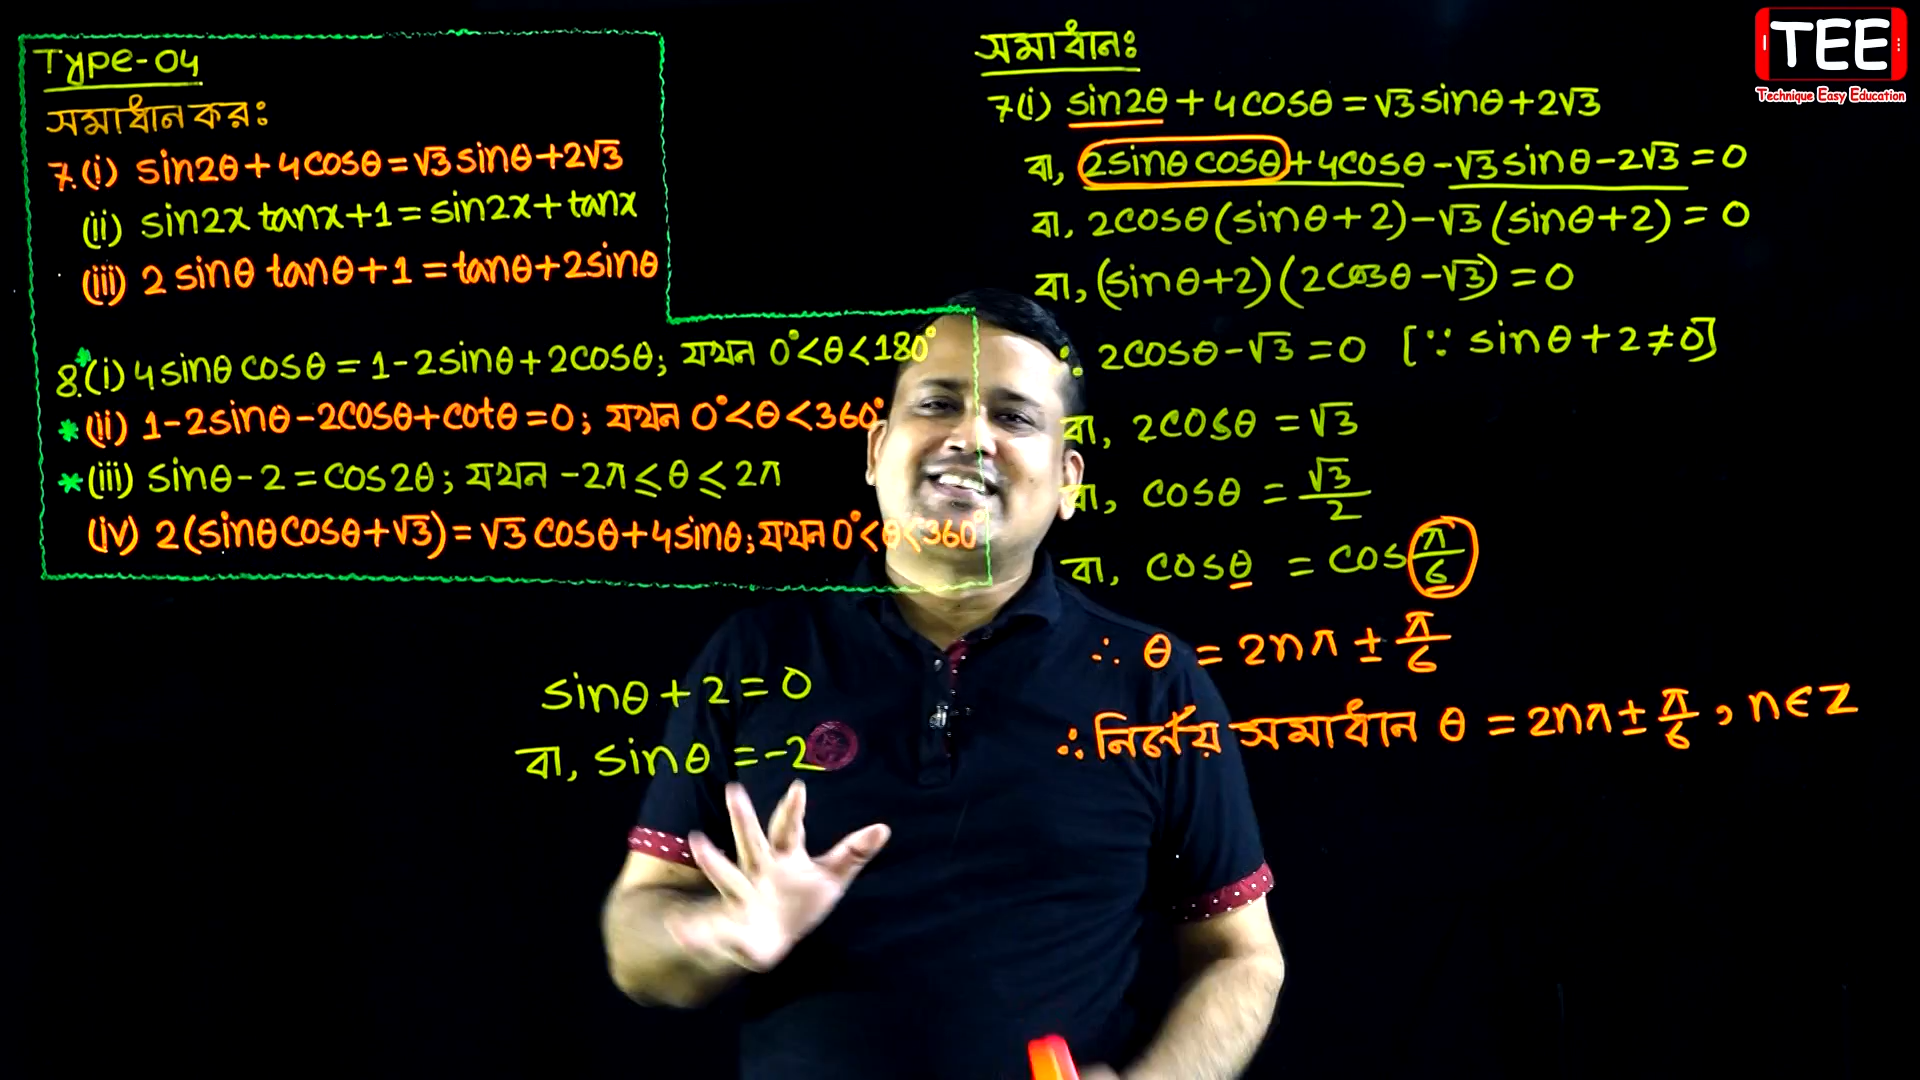 Type-04
সমাধান কর:
7.(i) sin2θ+4cosθ=√3sinθ+2√3
(ii) sin2x tanx+1=sin2x+tanx
(iii) 2 sinθ tanθ+1=tanθ+2sinθ
*8.(i) 4sinθcosθ=1-2sinθ+2cosθ; যখন 0°<θ<180°
*(ii) 1-2sinθ-2cosθ+cotθ=0; যখন 0°<θ<360°
*(iii) sinθ-2=cos2θ; যখন -2π≤θ≤2π
(iv) 2(sinθcosθ+√3)=√3cosθ+4sinθ; যখন 0°<θ<360°
sinθ+2=0
বা, sinθ=-2
সমাধান:
7(i) sin2θ+4cosθ=√3sinθ+2√3
বা, 2sinθcosθ+4cosθ-√3sinθ-2√3=0
বা, 2cosθ(sinθ+2)-√3(sinθ+2)=0
বা, (sinθ+2)(2cosθ-√3)=0
∴ 2cosθ-√3=0 [∵ sinθ+2≠0]
বা, 2cosθ=√3
বা, cosθ=√3/2
বা, cosθ=cosπ/6
∴ θ=2nπ±π/6
∴ নির্ণেয় সমাধান θ=2nπ±π/6, n∈Z
TEE
Technique Easy Education